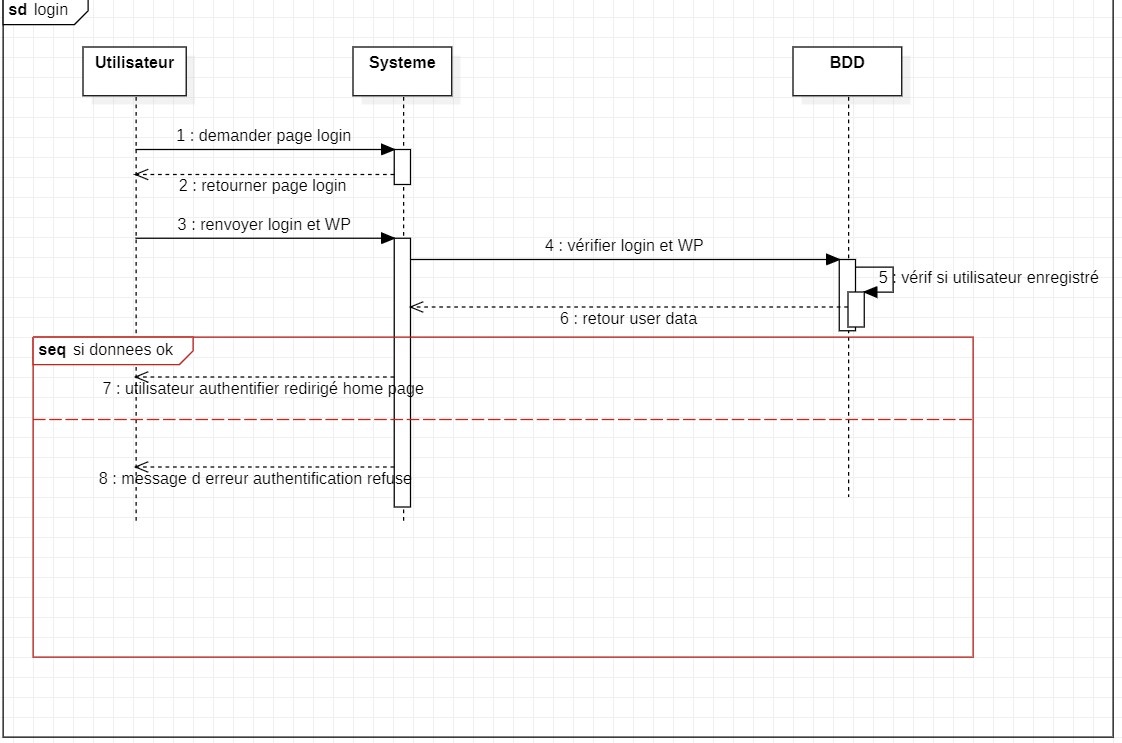 sd login
Utilisateur
Systeme
BDD
1 : demander page login
2 : retourner page login
3 : renvoyer login et WP
4 : vérifier login et WP
5 : vérif si utilisateur enregistré
6 : retour user data
seq si donnees ok
7 : utilisateur authentifier redirigé home page
8 : message d erreur authentification refuse